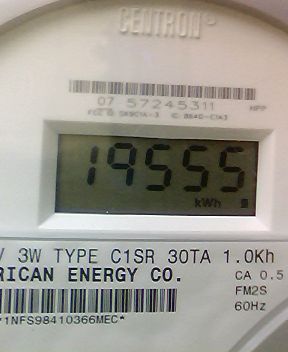 CENTRON®
07 57245311 HPP
19555
kWh
3W TYPE C1SR 30TA 1.0Kh
RICAN ENERGY CO. CA 0.5
FM2S
60Hz
*1NFS98410366MEC*